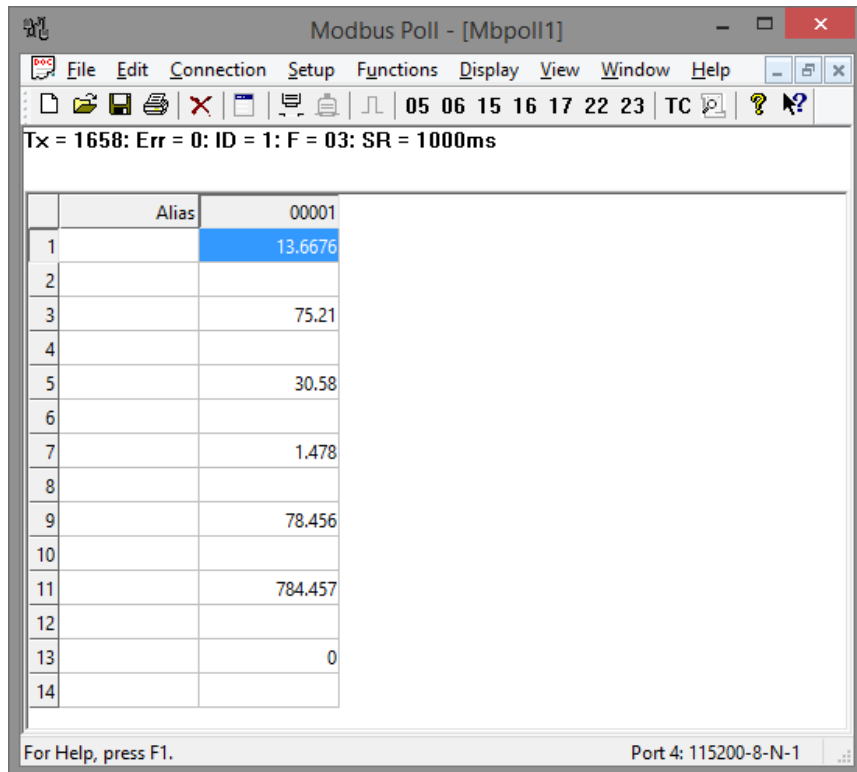 Modbus Poll - [Mbpoll1]
File Edit Connection Setup Functions Display View Window Help
05 06 15 16 17 22 23 TC
Tx = 1658: Err = 0: ID = 1: F = 03: SR = 1000ms
Alias 00001
1 13.6676
2
3 75.21
4
5 30.58
6
7 1.478
8
9 78.456
10
11 784.457
12
13 0
14
For Help, press F1. Port 4: 115200-8-N-1